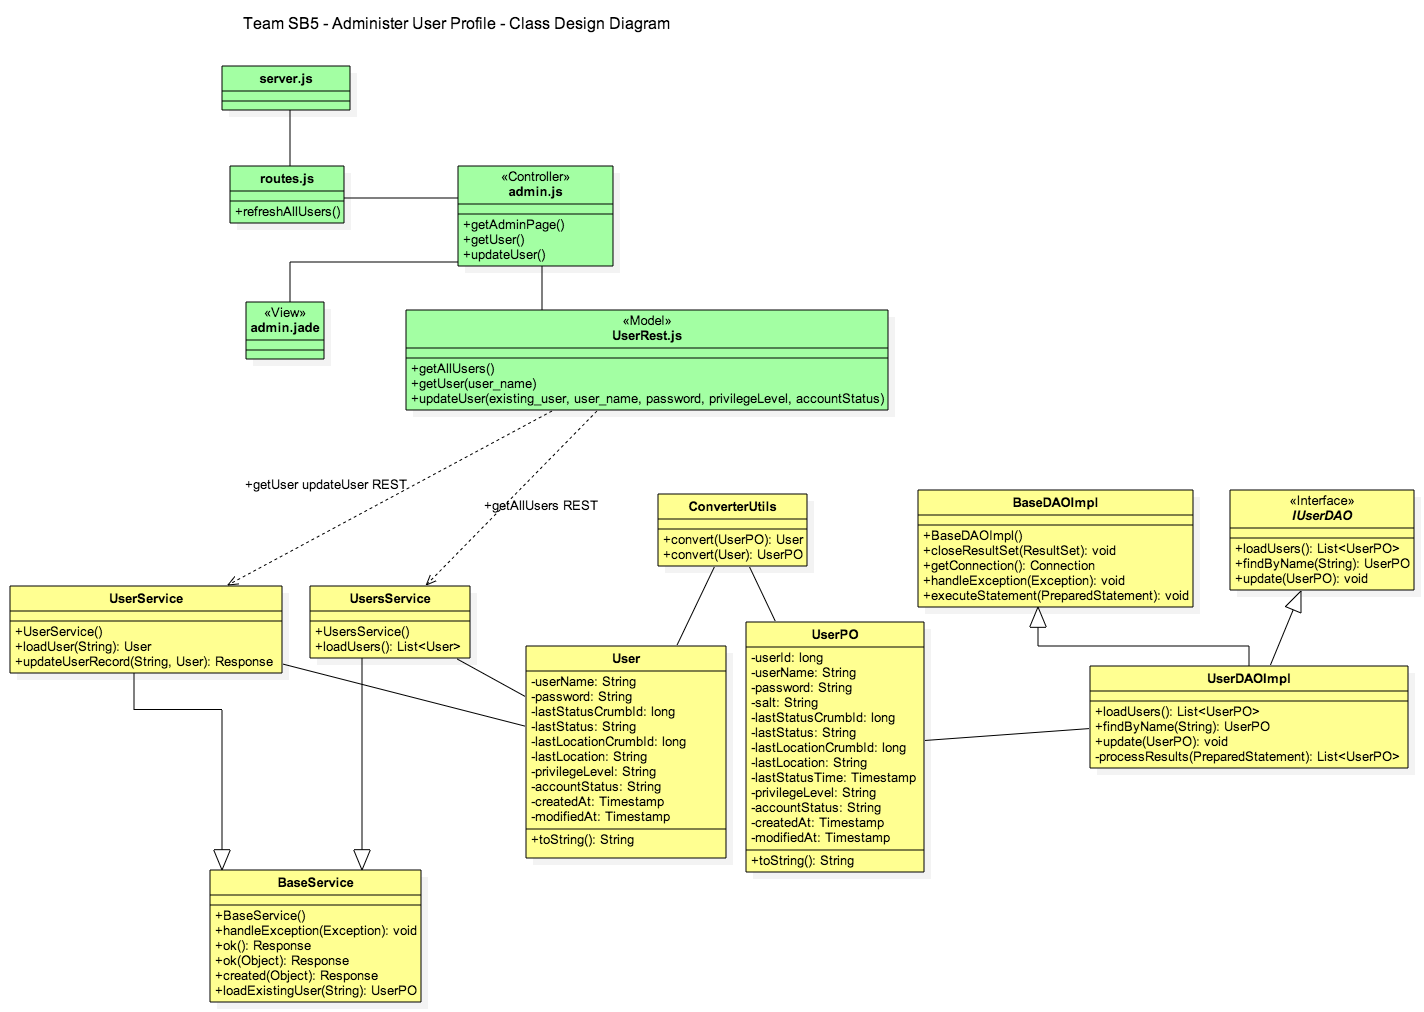 Team SB5 - Administer User Profile - Class Design Diagram
server.js
routes.js
+refreshAllUsers()
«Controller»
admin.js
+getAdminPage()
+getUser()
+updateUser()
«View»
admin.jade
«Model»
UserRest.js
+getAllUsers()
+getUser(user_name)
+updateUser(existing_user, user_name, password, privilegeLevel, accountStatus)
+getUser updateUser REST
+getAllUsers REST
ConverterUtils
+convert(UserPO): User
+convert(User): UserPO
BaseDAOImpl
+BaseDAOImpl()
+closeResultSet(ResultSet): void
+getConnection(): Connection
+handleException(Exception): void
+executeStatement(PreparedStatement): void
«Interface»
IUserDAO
+loadUsers(): List<UserPO>
+findByName(String): UserPO
+update(UserPO): void
UserService
+UserService()
+loadUser(String): User
+updateUserRecord(String, User): Response
UsersService
+UsersService()
+loadUsers(): List<User>
User
-userName: String
-password: String
-lastStatusCrumbId: long
-lastStatus: String
-lastLocationCrumbId: long
-lastLocation: String
-privilegeLevel: String
-accountStatus: String
-createdAt: Timestamp
-modifiedAt: Timestamp
+toString(): String
UserPO
-userId: long
-userName: String
-password: String
-salt: String
-lastStatusCrumbId: long
-lastStatus: String
-lastLocationCrumbId: long
-lastLocation: String
-lastStatusTime: Timestamp
-privilegeLevel: String
-accountStatus: String
-createdAt: Timestamp
-modifiedAt: Timestamp
+toString(): String
UserDAOImpl
+loadUsers(): List<UserPO>
+findByName(String): UserPO
+update(UserPO): void
-processResults(PreparedStatement): List<UserPO>
BaseService
+BaseService()
+handleException(Exception): void
+ok(): Response
+ok(Object): Response
+created(Object): Response
+loadExistingUser(String): UserPO